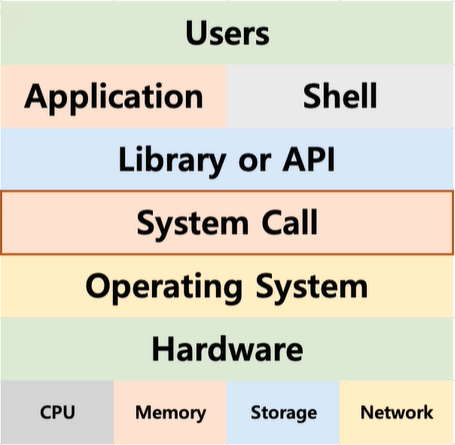 Users
Application Shell
Library or API
System Call
Operating System
Hardware
CPU Memory Storage Network